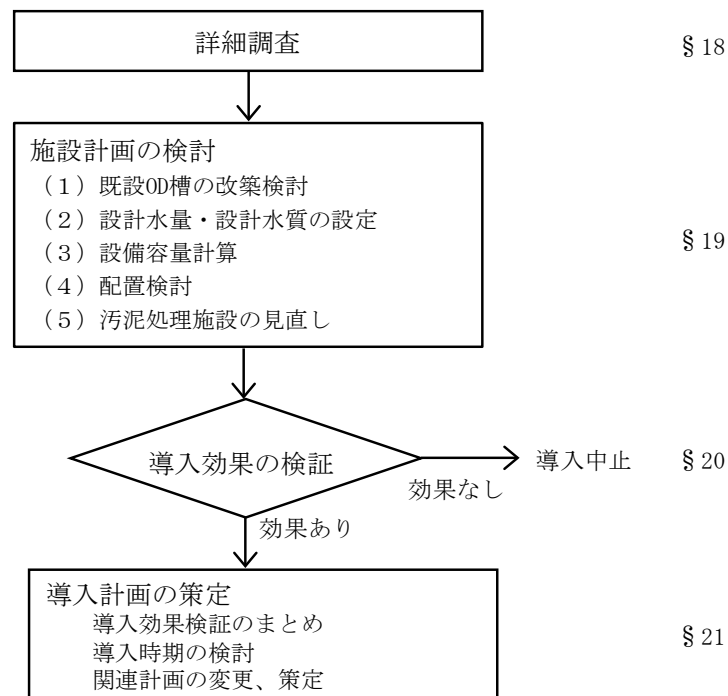 詳細調査
§18
施設計画の検討
(1)既設OD槽の改築検討
(2)設計水量・設計水質の設定
(3)設備容量計算
(4)配置検討
(5)汚泥処理施設の見直し
§19
導入効果の検証
導入中止
§20
効果なし
効果あり
導入計画の策定
導入効果検証のまとめ
導入時期の検討
関連計画の変更、策定
§21